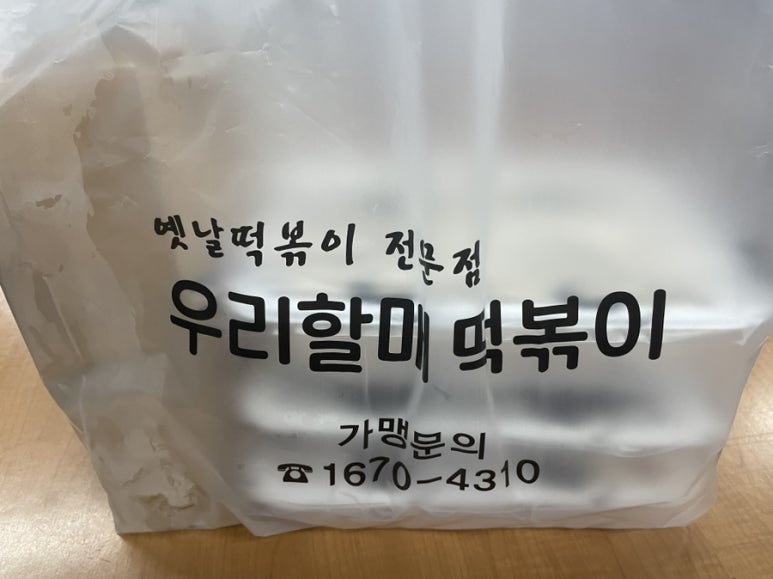 옛날떡볶이 전문점
우리할매 떡볶이
가맹문의
☎1670-4310